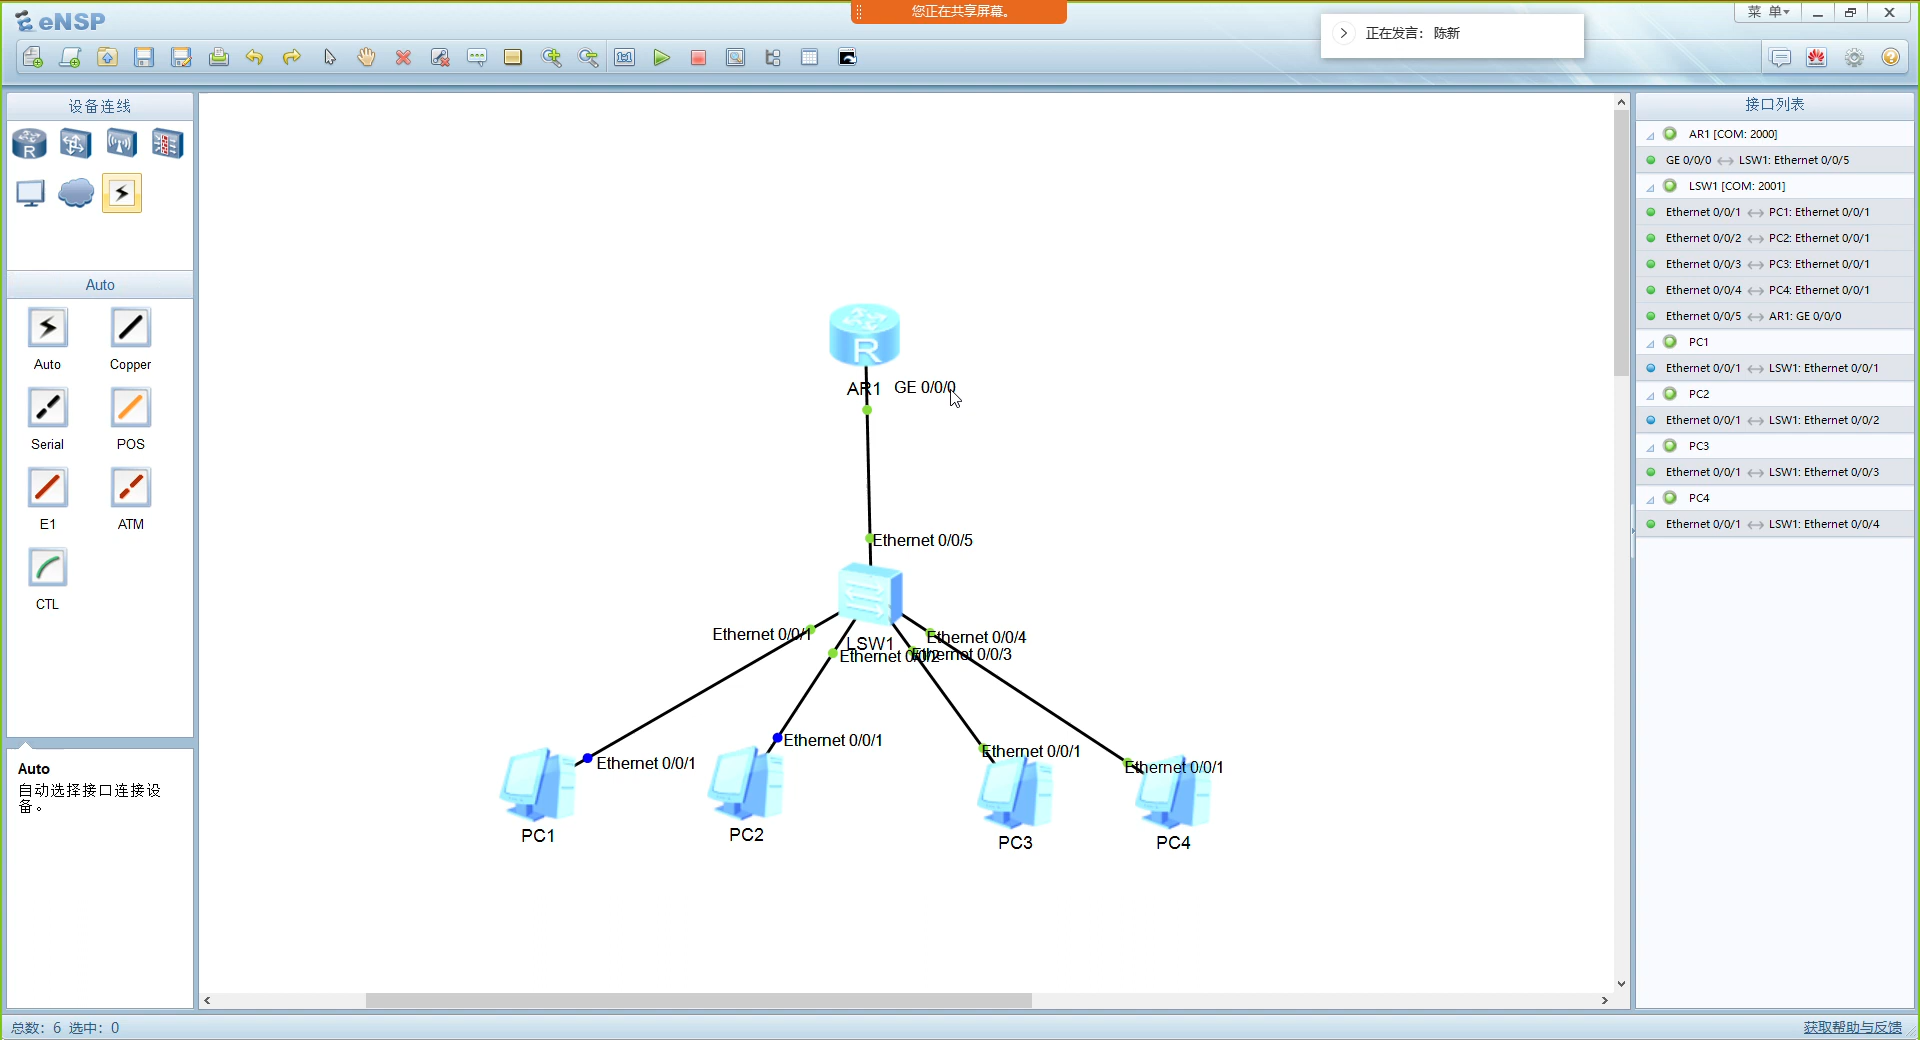 eNSP
您正在共享屏幕。
正在发言：陈新
菜 单
设备连线
R
Auto
Auto
Copper
Serial
POS
E1
ATM
CTL
Auto
自动选择接口连接设
备。
R
AR1
GE 0/0/0
Ethernet 0/0/5
LSW1
Ethernet 0/0/1
Ethernet 0/0/2
Ethernet 0/0/4
Ethernet 0/0/3
Ethernet 0/0/1
Ethernet 0/0/1
Ethernet 0/0/1
Ethernet 0/0/1
PC1
PC2
PC3
PC4
接口列表
AR1 [COM: 2000]
GE 0/0/0 LSW1: Ethernet 0/0/5
LSW1 [COM: 2001]
Ethernet 0/0/1 PC1: Ethernet 0/0/1
Ethernet 0/0/2 PC2: Ethernet 0/0/1
Ethernet 0/0/3 PC3: Ethernet 0/0/1
Ethernet 0/0/4 PC4: Ethernet 0/0/1
Ethernet 0/0/5 AR1: GE 0/0/0
PC1
Ethernet 0/0/1 LSW1: Ethernet 0/0/1
PC2
Ethernet 0/0/1 LSW1: Ethernet 0/0/2
PC3
Ethernet 0/0/1 LSW1: Ethernet 0/0/3
PC4
Ethernet 0/0/1 LSW1: Ethernet 0/0/4
总数：6 选中：0
获取帮助与反馈